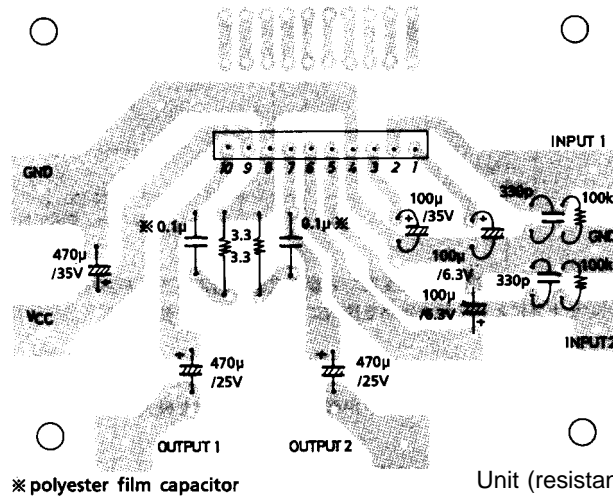 INPUT 1
10 9 8 7 6 5 4 3 2 1
GND
100μ
/35V
330p
100k
※ 0.1μ
3.3
3.3
0.1μ ※
GND
470μ
/35V
100μ
/6.3V
330p
100k
VCC
100μ
/6.3V
INPUT2
470μ
/25V
470μ
/25V
OUTPUT 1
OUTPUT 2
※ polyester film capacitor
Unit (resistan